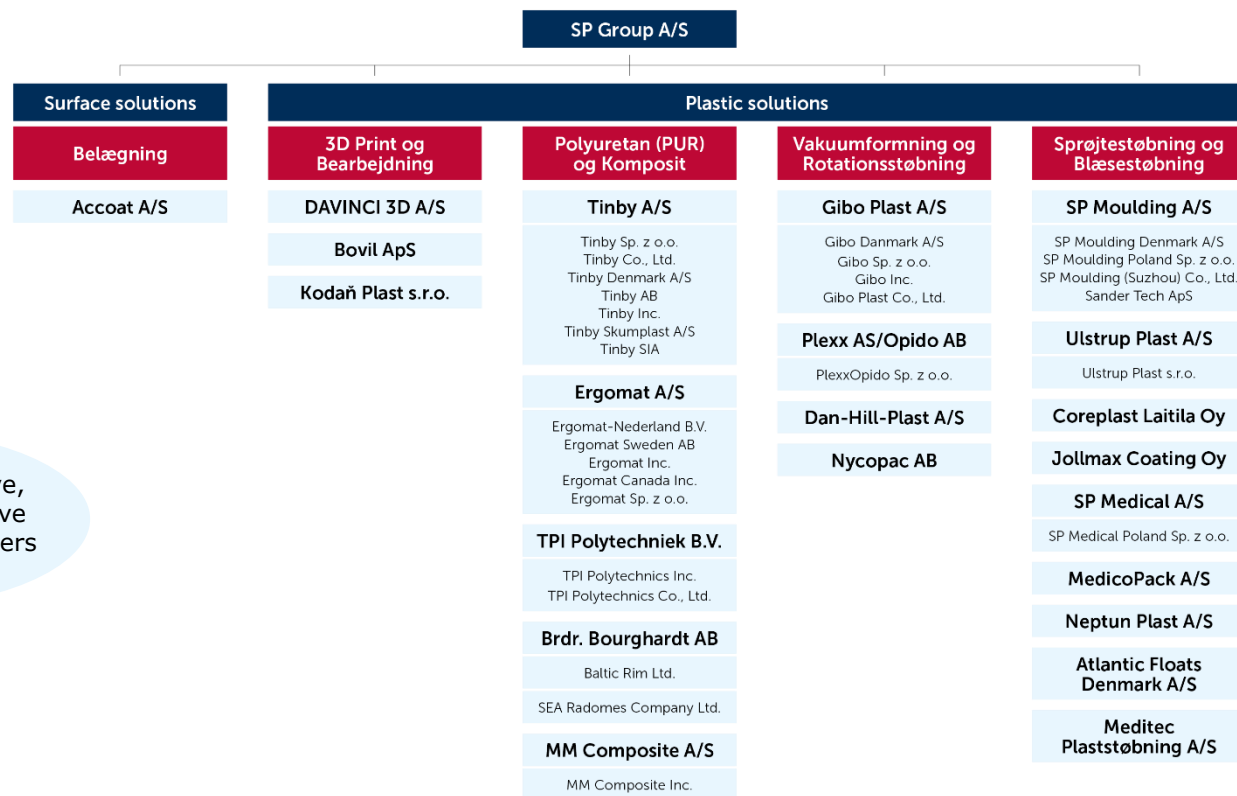 SP Group A/S
Surface solutions
Plastic solutions
Belægning
Accoat A/S
3D Print og
Bearbejdning
DAVINCI 3D A/S
Bovil ApS
Kodaň Plast s.r.o.
Polyuretan (PUR)
og Komposit
Tinby A/S
Tinby Sp. z o.o.
Tinby Co., Ltd.
Tinby Denmark A/S
Tinby AB
Tinby Inc.
Tinby Skumplast A/S
Tinby SIA
Ergomat A/S
Ergomat-Nederland B.V.
Ergomat Sweden AB
Ergomat Inc.
Ergomat Canada Inc.
Ergomat Sp. z o.o.
TPI Polytechniek B.V.
TPI Polytechnics Inc.
TPI Polytechnics Co., Ltd.
Brdr. Bourghardt AB
Baltic Rim Ltd.
SEA Radomes Company Ltd.
MM Composite A/S
MM Composite Inc.
Vakuumformning og
Rotationsstøbning
Gibo Plast A/S
Gibo Danmark A/S
Gibo Sp. z o.o.
Gibo Inc.
Gibo Plast Co., Ltd.
Plexx AS/Opido AB
PlexxOpido Sp. z o.o.
Dan-Hill-Plast A/S
Nycopac AB
Sprøjtestøbning og
Blæsestøbning
SP Moulding A/S
SP Moulding Denmark A/S
SP Moulding Poland Sp. z o.o.
SP Moulding (Suzhou) Co., Ltd.
Sander Tech ApS
Ulstrup Plast A/S
Ulstrup Plast s.r.o.
Coreplast Laitila Oy
Jollmax Coating Oy
SP Medical A/S
SP Medical Poland Sp. z o.o.
MedicoPack A/S
Neptun Plast A/S
Atlantic Floats
Denmark A/S
Meditec
Plaststøbning A/S